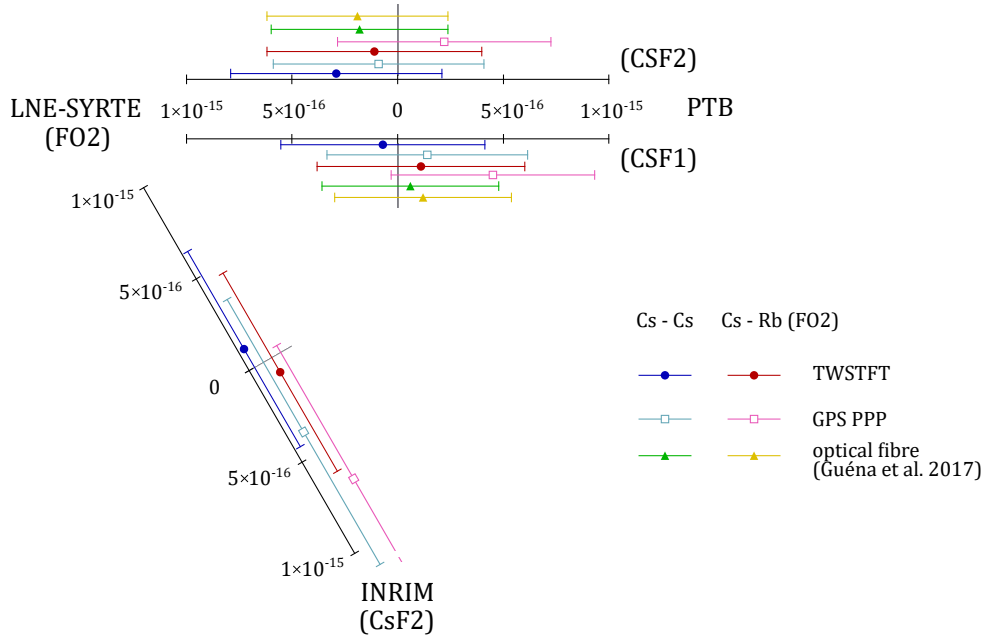 (CSF2)
1×10⁻¹⁵ 5×10⁻¹⁶ 0 5×10⁻¹⁶ 1×10⁻¹⁵
LNE-SYRTE
(FO2)
PTB
(CSF1)
1×10⁻¹⁵
5×10⁻¹⁶
0
5×10⁻¹⁶
1×10⁻¹⁵
INRIM
(CsF2)
Cs - Cs Cs - Rb (FO2)
TWSTFT
GPS PPP
optical fibre
(Guéna et al. 2017)